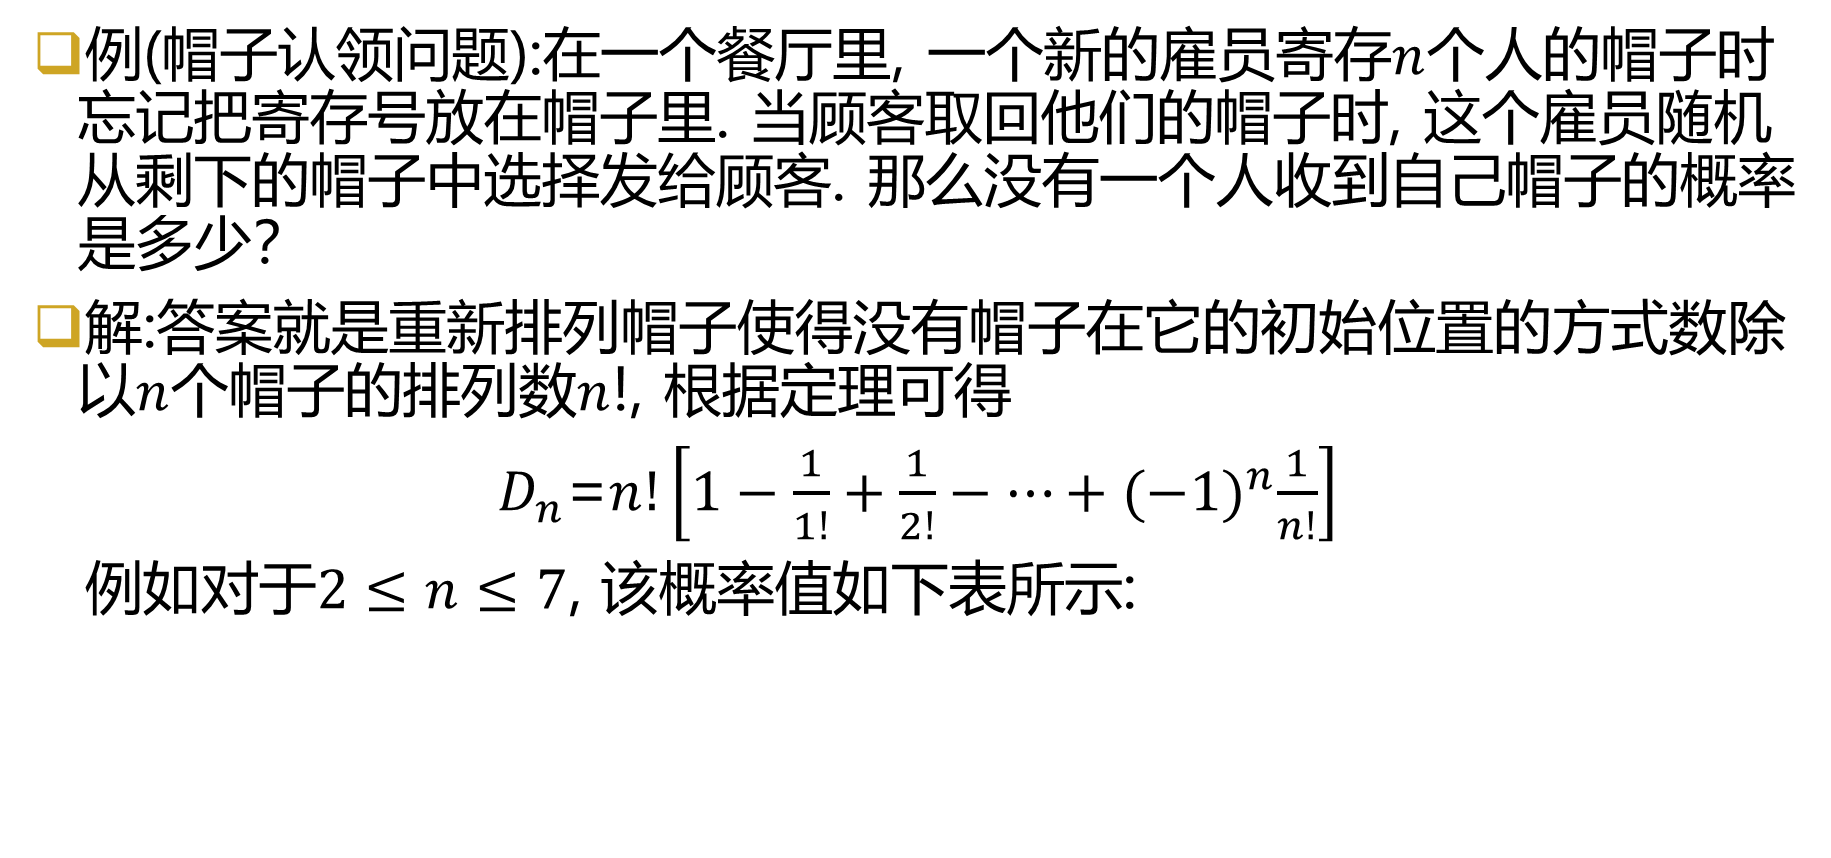 例(帽子认领问题):在一个餐厅里, 一个新的雇员寄存n个人的帽子时
忘记把寄存号放在帽子里. 当顾客取回他们的帽子时, 这个雇员随机
从剩下的帽子中选择发给顾客. 那么没有一个人收到自己帽子的概率
是多少?
解:答案就是重新排列帽子使得没有帽子在它的初始位置的方式数除
以n个帽子的排列数n!, 根据定理可得
D_n=n! [1 − 1/1! + 1/2! − ⋯ + (−1)^n 1/n!]
例如对于2 ≤ n ≤ 7, 该概率值如下表所示: